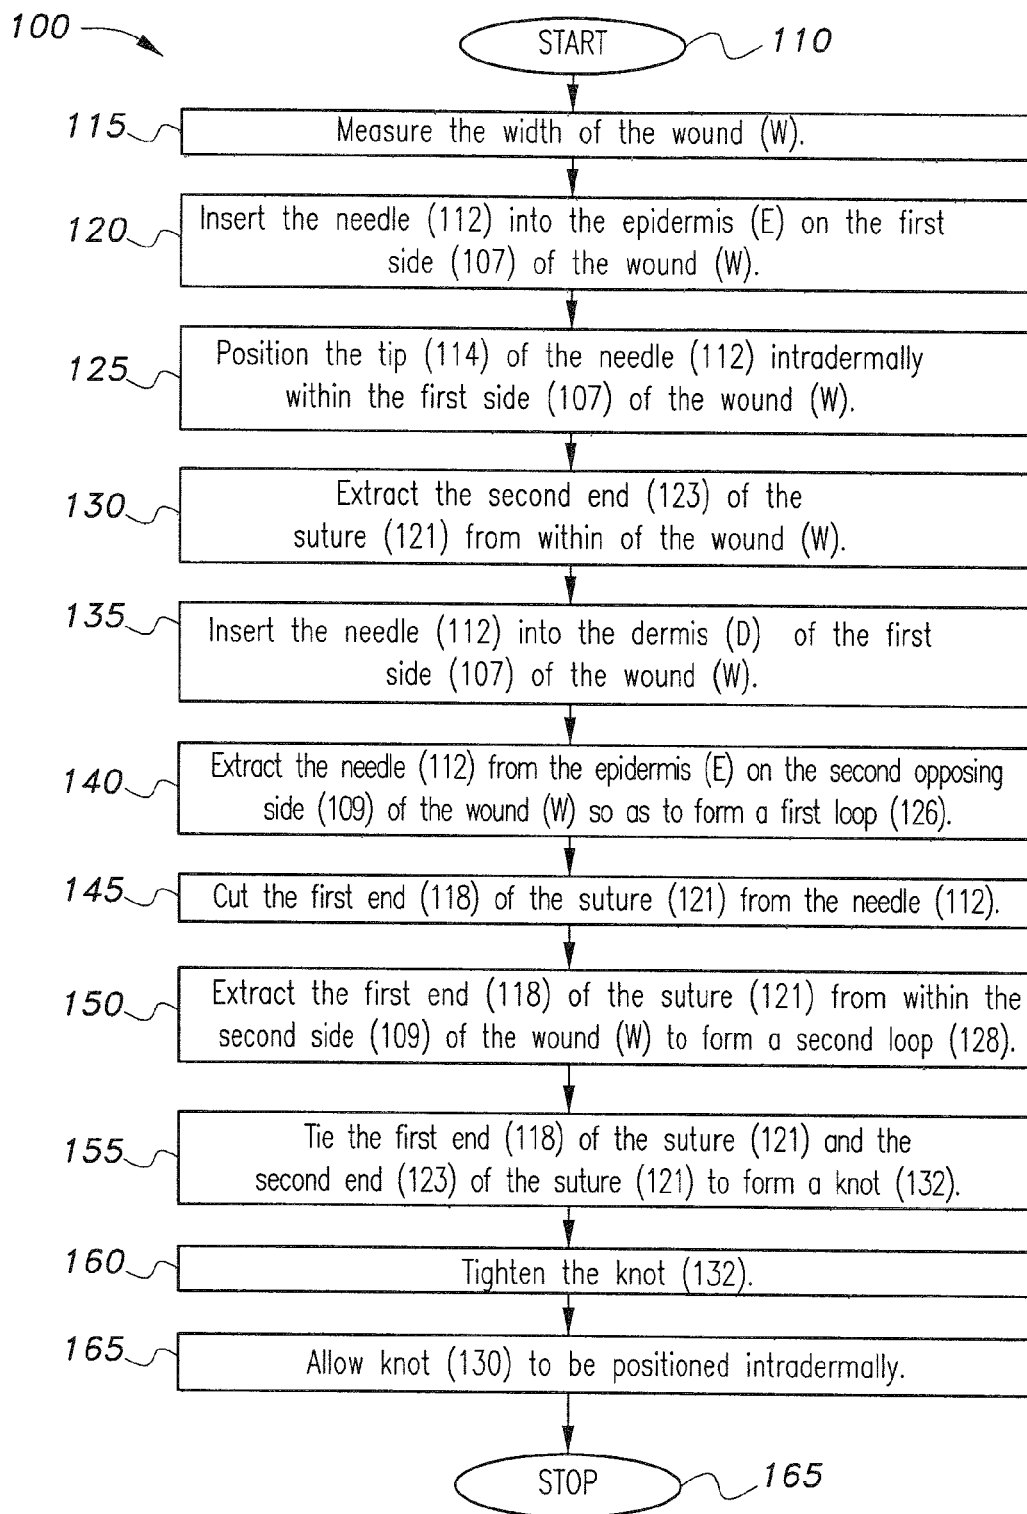 100
START
110
115
Measure the width of the wound (W).
120
Insert the needle (112) into the epidermis (E) on the first
side (107) of the wound (W).
125
Position the tip (114) of the needle (112) intradermally
within the first side (107) of the wound (W).
130
Extract the second end (123) of the
suture (121) from within of the wound (W).
135
Insert the needle (112) into the dermis (D) of the first
side (107) of the wound (W).
140
Extract the needle (112) from the epidermis (E) on the second opposing
side (109) of the wound (W) so as to form a first loop (126).
145
Cut the first end (118) of the suture (121) from the needle (112).
150
Extract the first end (118) of the suture (121) from within the
second side (109) of the wound (W) to form a second loop (128).
155
Tie the first end (118) of the suture (121) and the
second end (123) of the suture (121) to form a knot (132).
160
Tighten the knot (132).
165
Allow knot (130) to be positioned intradermally.
STOP
165